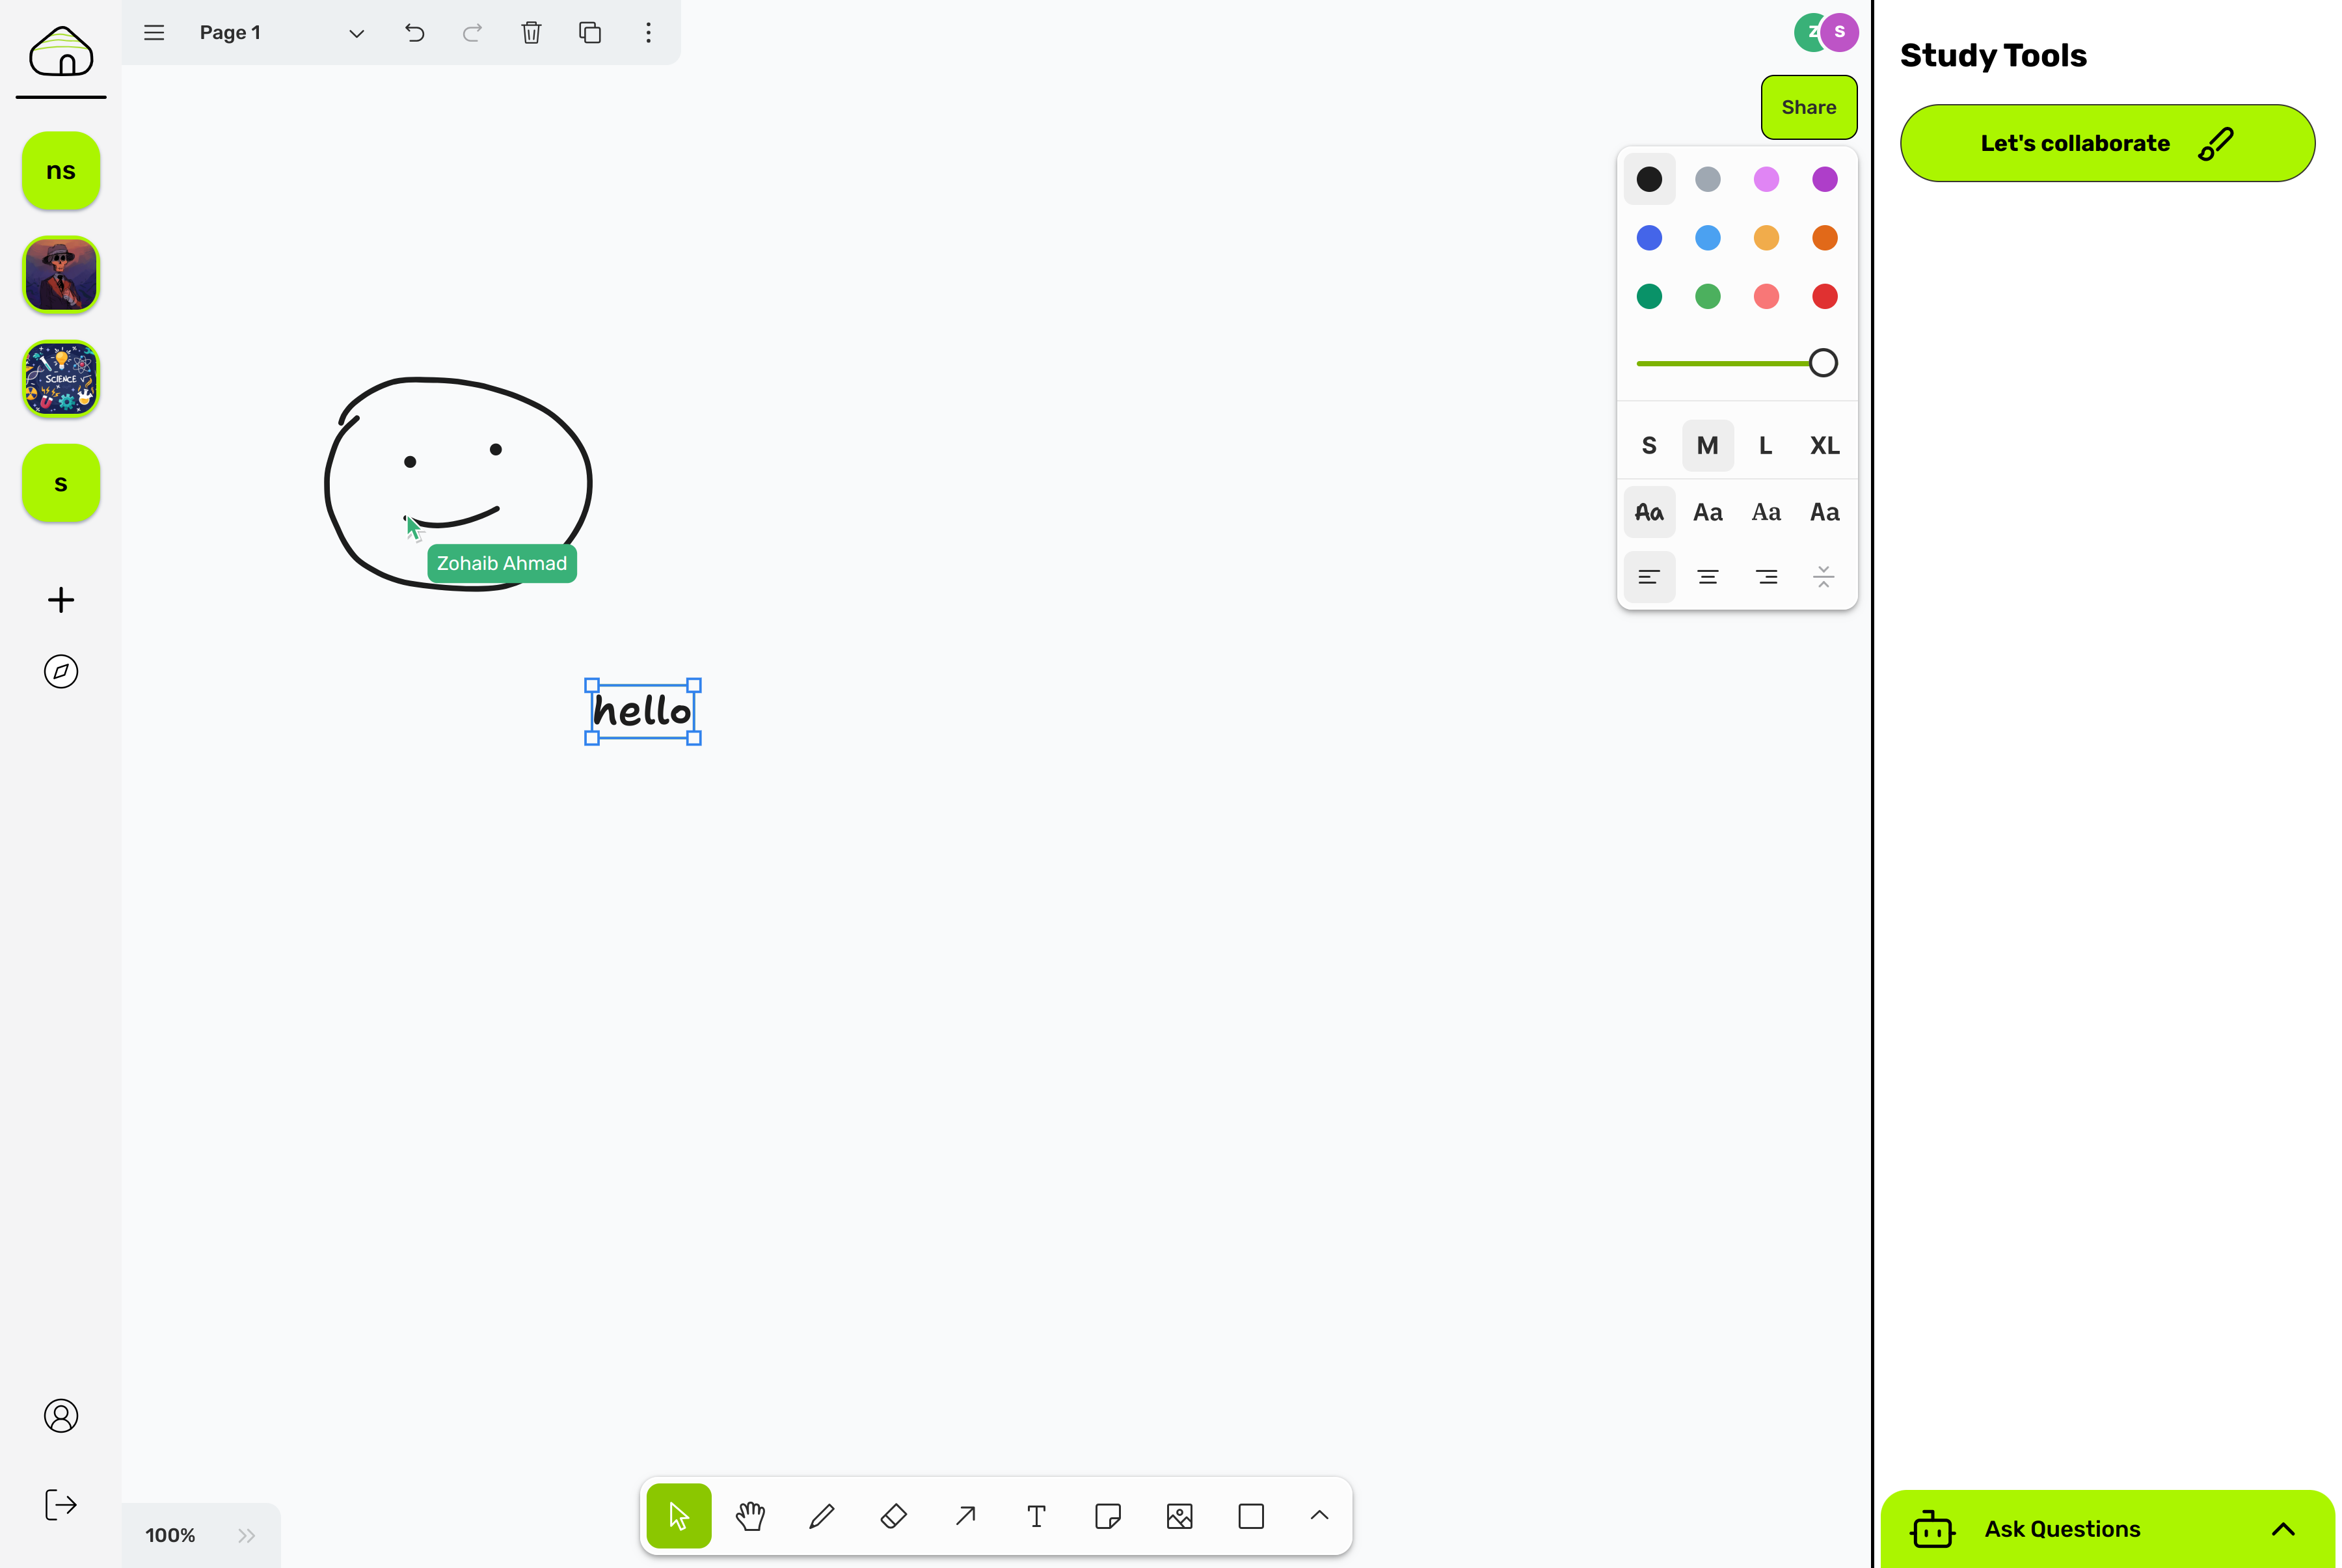 Page 1
Z S
Study Tools
Share
Let's collaborate
ns
SCIENCE
s
S M L XL
Aa Aa Aa Aa
Zohaib Ahmad
hello
100%
Ask Questions